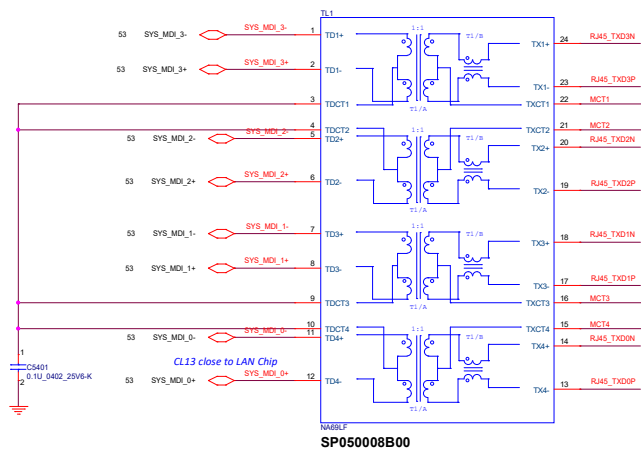 TL1
53 SYS_MDI_3- SYS_MDI_3- 1 TD1+ 1:1 T1/B TX1+ 24 RJ45_TXD3N
53 SYS_MDI_3+ SYS_MDI_3+ 2 TD1- TX1- 23 RJ45_TXD3P
3 TDCT1 T1/A TXCT1 22 MCT1
4 TDCT2 1:1 T1/B TXCT2 21 MCT2
53 SYS_MDI_2- SYS_MDI_2- 5 TD2+ TX2+ 20 RJ45_TXD2N
53 SYS_MDI_2+ SYS_MDI_2+ 6 TD2- TX2- 19 RJ45_TXD2P
T1/A
53 SYS_MDI_1- SYS_MDI_1- 7 TD3+ 1:1 T1/B TX3+ 18 RJ45_TXD1N
53 SYS_MDI_1+ SYS_MDI_1+ 8 TD3- TX3- 17 RJ45_TXD1P
9 TDCT3 T1/A TXCT3 16 MCT3
10 TDCT4 1:1 T1/B TXCT4 15 MCT4
53 SYS_MDI_0- SYS_MDI_0- 11 TD4+ TX4+ 14 RJ45_TXD0N
CL13 close to LAN Chip
53 SYS_MDI_0+ SYS_MDI_0+ 12 TD4- TX4- 13 RJ45_TXD0P
T1/A
1
C5401
0.1U_0402_25V6-K
2
NA69LF
SP050008B00